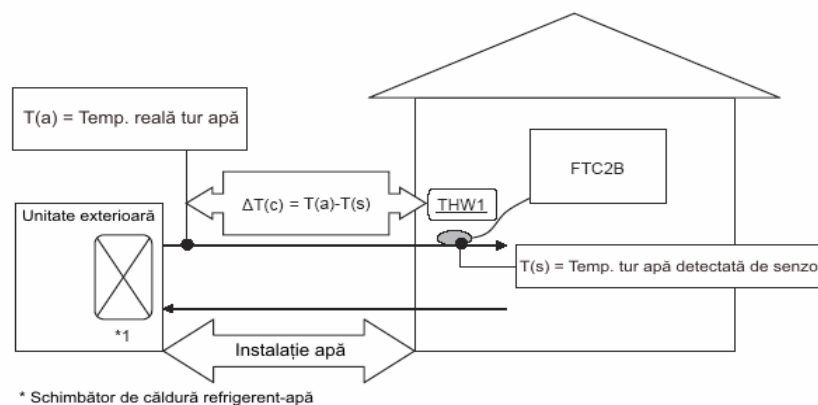 T(a) = Temp. reală tur apă
FTC2B
ΔT(c) = T(a)-T(s)
THW1
Unitate exterioară
T(s) = Temp. tur apă detectată de senzo
*1
Instalație apă
* Schimbător de căldură refrigerent-apă